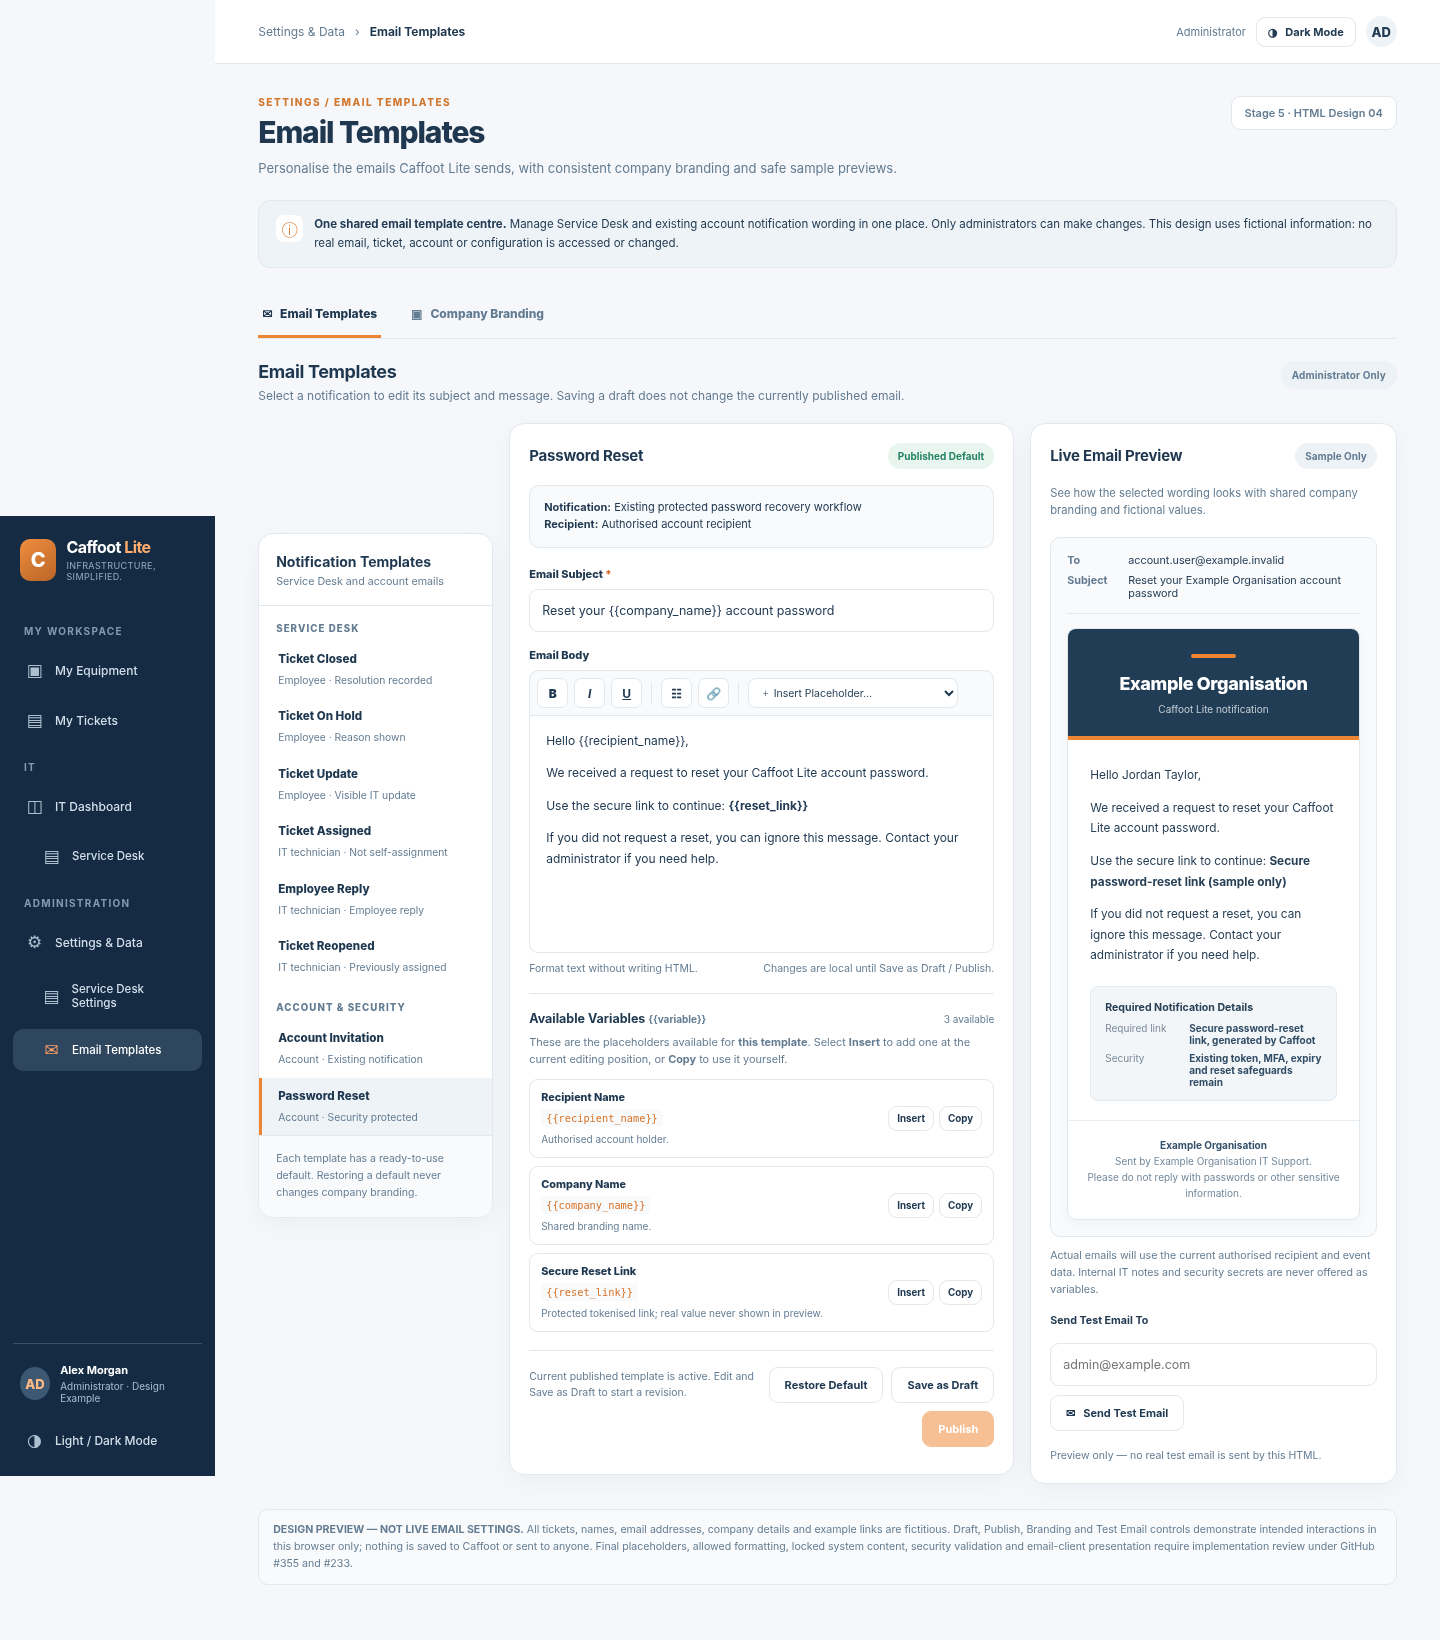 Settings & Data › Email Templates
Administrator
Dark Mode
AD
SETTINGS / EMAIL TEMPLATES
Email Templates
Personalise the emails Caffoot Lite sends, with consistent company branding and safe sample previews.
Stage 5 · HTML Design 04
One shared email template centre. Manage Service Desk and existing account notification wording in one place. Only administrators can make changes. This design uses fictional information: no
real email, ticket, account or configuration is accessed or changed.
Email Templates
Company Branding
Email Templates
Select a notification to edit its subject and message. Saving a draft does not change the currently published email.
Administrator Only
C
Caffoot Lite
INFRASTRUCTURE,
SIMPLIFIED.
MY WORKSPACE
My Equipment
My Tickets
IT
IT Dashboard
Service Desk
ADMINISTRATION
Settings & Data
Service Desk
Settings
Email Templates
AD
Alex Morgan
Administrator · Design
Example
Light / Dark Mode
Notification Templates
Service Desk and account emails
SERVICE DESK
Ticket Closed
Employee · Resolution recorded
Ticket On Hold
Employee · Reason shown
Ticket Update
Employee · Visible IT update
Ticket Assigned
IT technician · Not self-assignment
Employee Reply
IT technician · Employee reply
Ticket Reopened
IT technician · Previously assigned
ACCOUNT & SECURITY
Account Invitation
Account · Existing notification
Password Reset
Account · Security protected
Each template has a ready-to-use
default. Restoring a default never
changes company branding.
Password Reset
Published Default
Notification: Existing protected password recovery workflow
Recipient: Authorised account recipient
Email Subject *
Reset your {{company_name}} account password
Email Body
B I U
+ Insert Placeholder...
Hello {{recipient_name}},
We received a request to reset your Caffoot Lite account password.
Use the secure link to continue: {{reset_link}}
If you did not request a reset, you can ignore this message. Contact your
administrator if you need help.
Format text without writing HTML.
Changes are local until Save as Draft / Publish.
Available Variables {{variable}}
3 available
These are the placeholders available for this template. Select Insert to add one at the
current editing position, or Copy to use it yourself.
Recipient Name
{{recipient_name}}
Authorised account holder.
Insert
Copy
Company Name
{{company_name}}
Shared branding name.
Insert
Copy
Secure Reset Link
{{reset_link}}
Protected tokenised link; real value never shown in preview.
Insert
Copy
Current published template is active. Edit and
Save as Draft to start a revision.
Restore Default
Save as Draft
Publish
Live Email Preview
Sample Only
See how the selected wording looks with shared company
branding and fictional values.
To account.user@example.invalid
Subject Reset your Example Organisation account
password
Example Organisation
Caffoot Lite notification
Hello Jordan Taylor,
We received a request to reset your Caffoot
Lite account password.
Use the secure link to continue: Secure
password-reset link (sample only)
If you did not request a reset, you can
ignore this message. Contact your
administrator if you need help.
Required Notification Details
Required link Secure password-reset
link, generated by Caffoot
Security Existing token, MFA, expiry
and reset safeguards
remain
Example Organisation
Sent by Example Organisation IT Support.
Please do not reply with passwords or other sensitive
information.
Actual emails will use the current authorised recipient and event
data. Internal IT notes and security secrets are never offered as
variables.
Send Test Email To
admin@example.com
Send Test Email
Preview only — no real test email is sent by this HTML.
DESIGN PREVIEW — NOT LIVE EMAIL SETTINGS. All tickets, names, email addresses, company details and example links are fictitious. Draft, Publish, Branding and Test Email controls demonstrate intended interactions in
this browser only; nothing is saved to Caffoot or sent to anyone. Final placeholders, allowed formatting, locked system content, security validation and email-client presentation require implementation review under GitHub
#355 and #233.